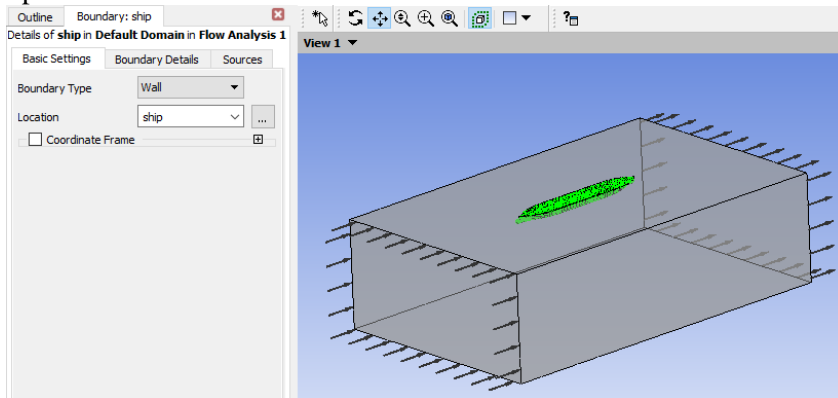 Outline Boundary: ship
Details of ship in Default Domain in Flow Analysis 1
Basic Settings Boundary Details Sources
Boundary Type Wall
Location ship ...
Coordinate Frame
View 1